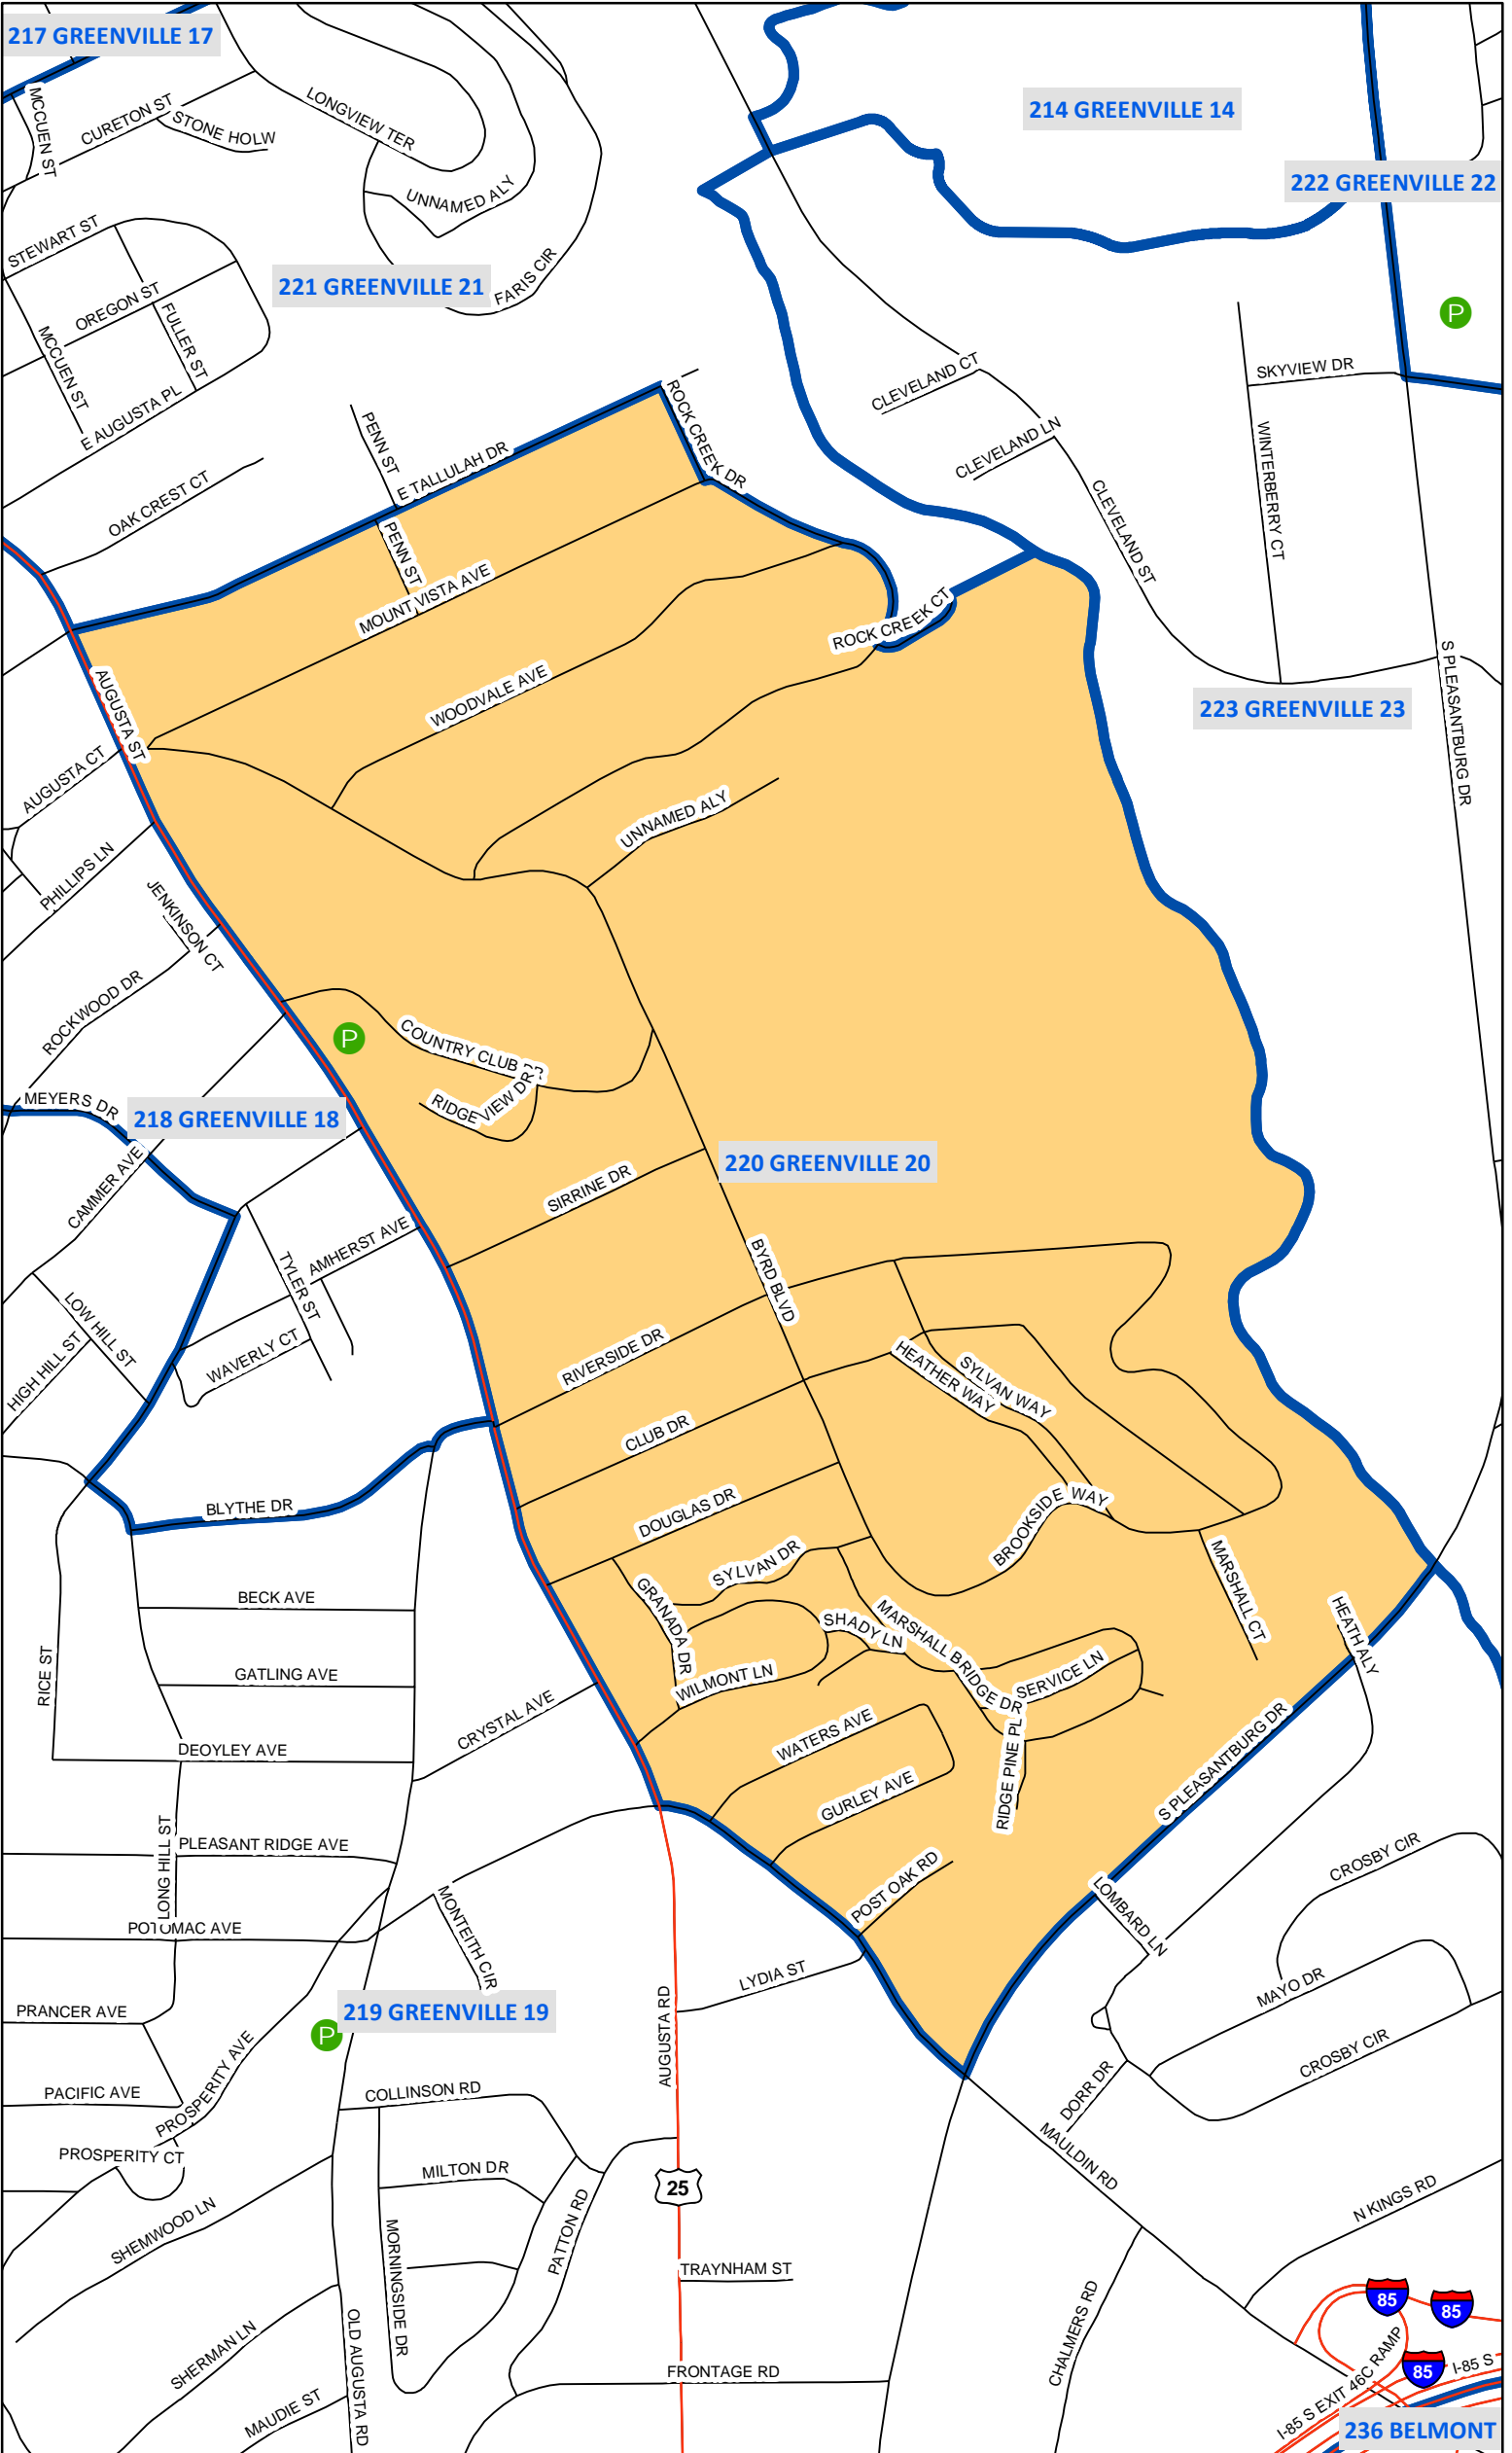 217 GREENVILLE 17
MCCUEN ST
CURETON ST
STONE HOLW
LONGVIEW TER
UNNAMED ALY
214 GREENVILLE 14
222 GREENVILLE 22
STEWART ST
OREGON ST
FULLER ST
MCCUEN ST
221 GREENVILLE 21
FARIS CIR
P
E AUGUSTA PL
OAK CREST CT
PENN ST
E TALLULAH DR
ROCK CREEK DR
CLEVELAND CT
CLEVELAND LN
SKYVIEW DR
WINTERBERRY CT
CLEVELAND ST
PENN ST
MOUNT VISTA AVE
ROCK CREEK CT
WOODVALE AVE
AUGUSTA ST
S PLEASANTBURG DR
223 GREENVILLE 23
AUGUSTA CT
UNNAMED ALY
PHILLIPS LN
JENKINSON CT
ROCKWOOD DR
P
COUNTRY CLUB DR
RIDGEVIEW DR
MEYERS DR
218 GREENVILLE 18
220 GREENVILLE 20
CAMMER AVE
SIRRINE DR
AMHERST AVE
TYLER ST
BYRD BLVD
LOW HILL ST
HIGH HILL ST
WAVERLY CT
RIVERSIDE DR
HEATHER WAY
SYLVAN WAY
CLUB DR
DOUGLAS DR
BLYTHE DR
BROOKSIDE WAY
SYLVAN DR
MARSHALL CT
BECK AVE
GRANADA DR
SHADY LN
MARSHALL BRIDGE DR
HEATH ALY
RICE ST
GATLING AVE
WILMONT LN
SERVICE LN
CRYSTAL AVE
WATERS AVE
RIDGE PINE PL
S PLEASANTBURG DR
DEOYLEY AVE
GURLEY AVE
LONG HILL ST
PLEASANT RIDGE AVE
CROSBY CIR
POST OAK RD
LOMBARD LN
POTOMAC AVE
MONTEITH CIR
LYDIA ST
MAYO DR
PRANCER AVE
219 GREENVILLE 19
P
AUGUSTA RD
CROSBY CIR
PROSPERITY AVE
PACIFIC AVE
COLLINSON RD
DORR DR
MAULDIN RD
PROSPERITY CT
MILTON DR
25
N KINGS RD
SHEMWOOD LN
MORNINGSIDE DR
PATTON RD
TRAYNHAM ST
CHALMERS RD
85
85
SHERMAN LN
OLD AUGUSTA RD
FRONTAGE RD
85
I-85 S
I-85 S EXIT 46C RAMP
MAUDIE ST
236 BELMONT